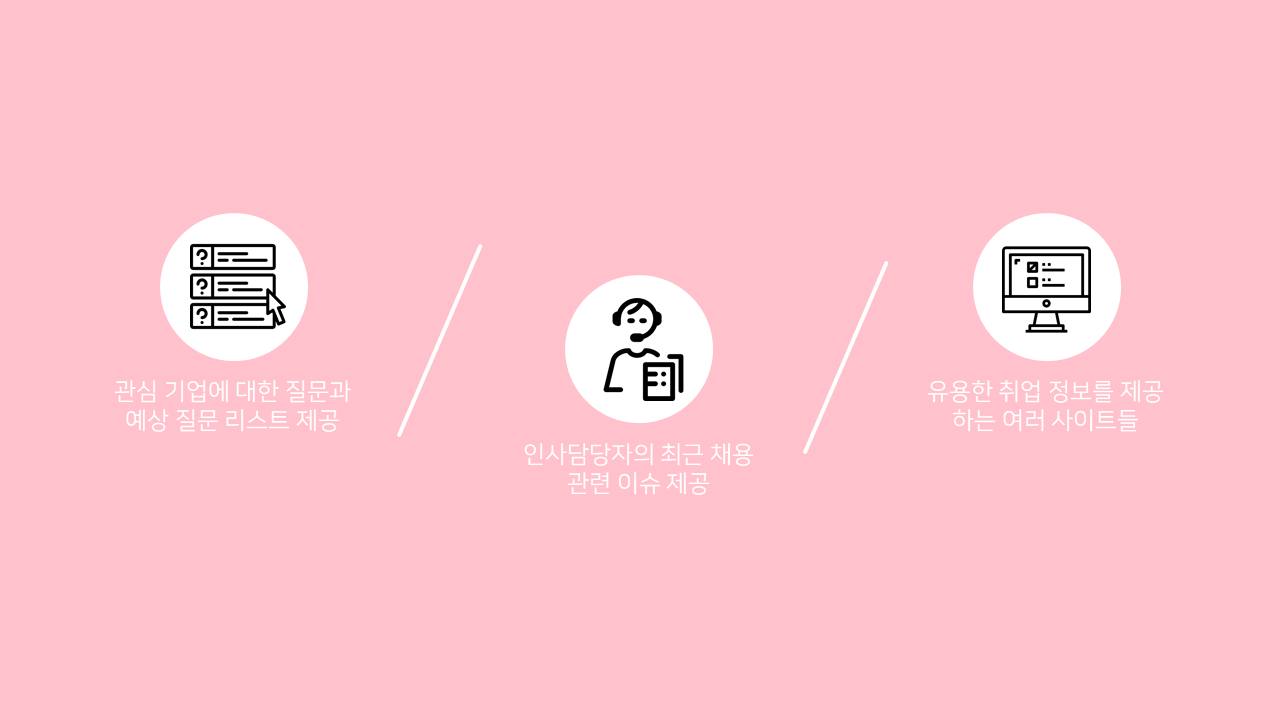 관심 기업에 대한 질문과
예상 질문 리스트 제공
인사담당자의 최근 채용
관련 이슈 제공
유용한 취업 정보를 제공
하는 여러 사이트들